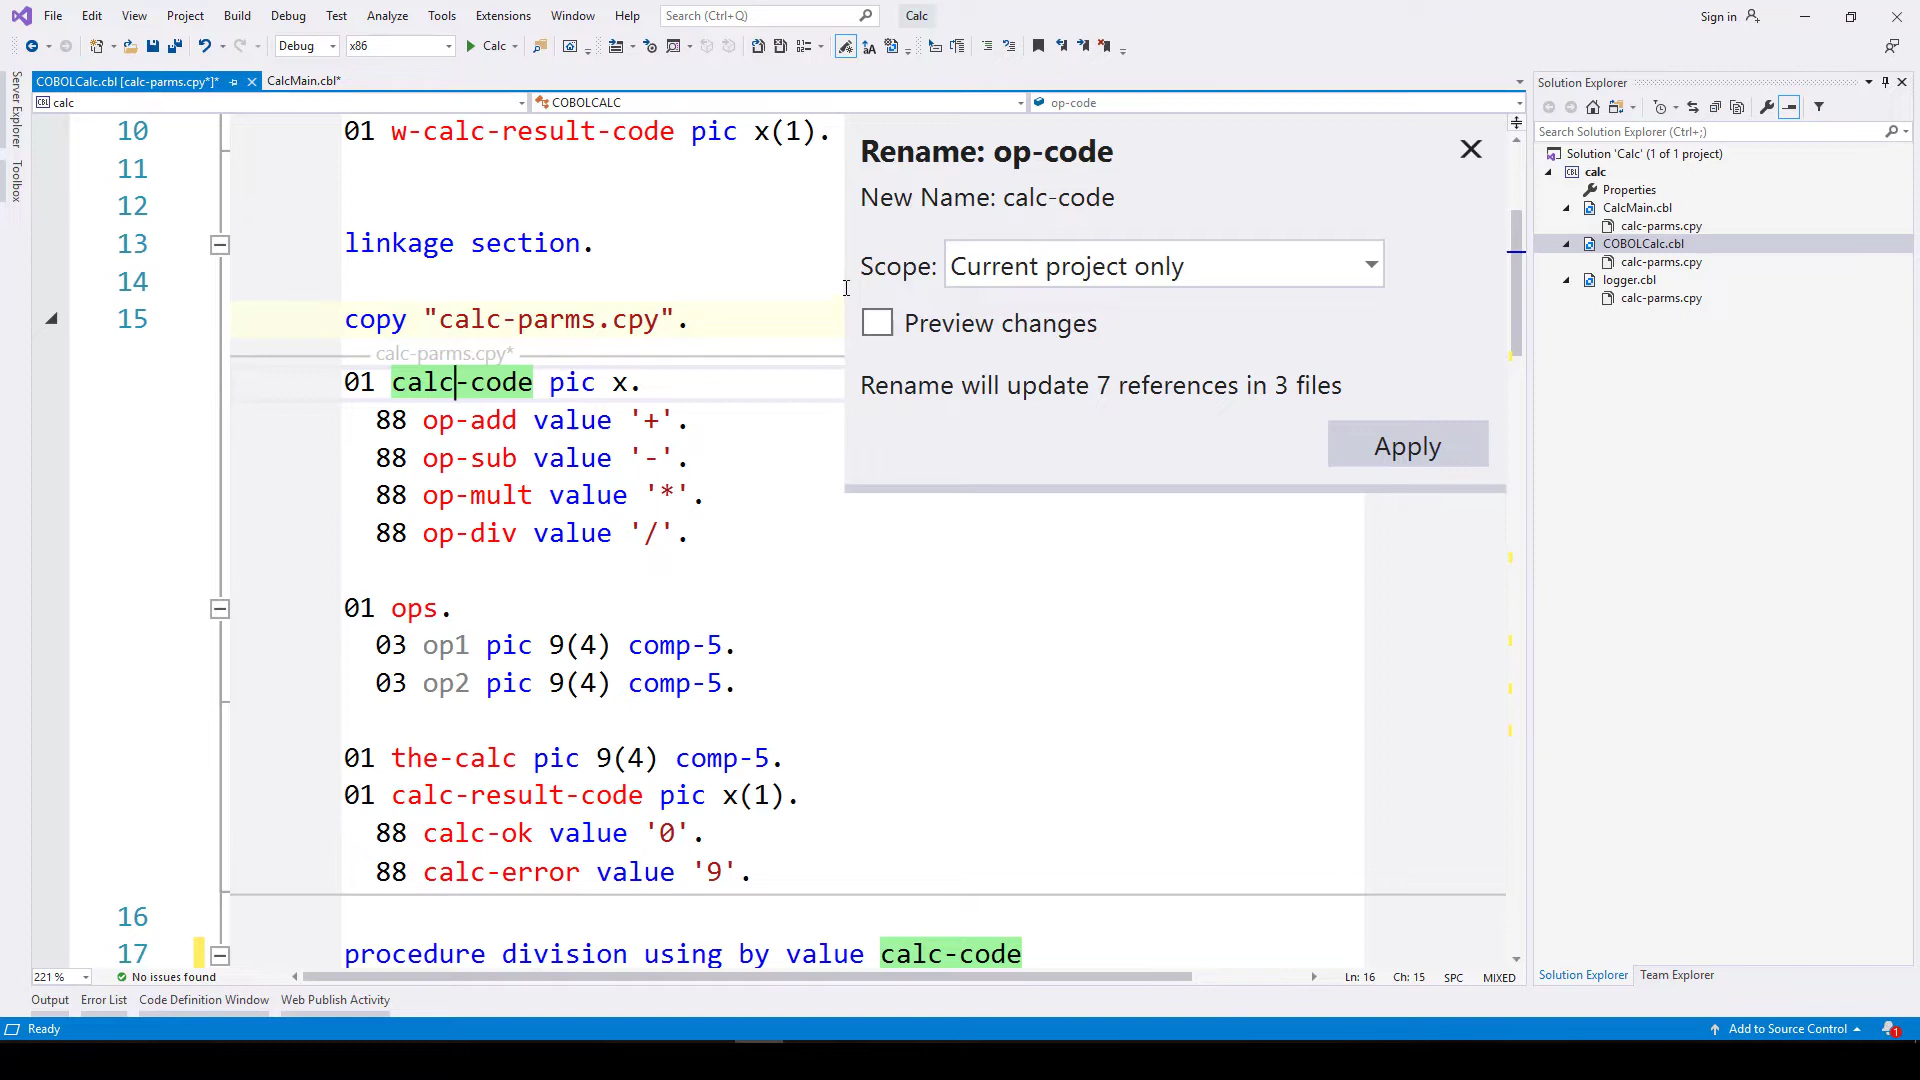 File Edit View Project Build Debug Test Analyze Tools Extensions Window Help Search (Ctrl+Q) Calc Sign in
Debug x86 Calc
COBOLCalc.cbl [calc-parms.cpy*]* CalcMain.cbl*
calc COBOLCALC op-code
Server Explorer
Toolbox
10 01 w-calc-result-code pic x(1).
11
12
13 linkage section.
14
15 copy "calc-parms.cpy".
calc-parms.cpy*
01 calc-code pic x.
88 op-add value '+'.
88 op-sub value '-'.
88 op-mult value '*'.
88 op-div value '/'.
01 ops.
03 op1 pic 9(4) comp-5.
03 op2 pic 9(4) comp-5.
01 the-calc pic 9(4) comp-5.
01 calc-result-code pic x(1).
88 calc-ok value '0'.
88 calc-error value '9'.
16
17 procedure division using by value calc-code
Rename: op-code
New Name: calc-code
Scope: Current project only
Preview changes
Rename will update 7 references in 3 files
Apply
Solution Explorer
Search Solution Explorer (Ctrl+;)
Solution 'Calc' (1 of 1 project)
calc
Properties
CalcMain.cbl
calc-parms.cpy
COBOLCalc.cbl
calc-parms.cpy
logger.cbl
calc-parms.cpy
Solution Explorer Team Explorer
221 % No issues found Ln: 16 Ch: 15 SPC MIXED
Output Error List Code Definition Window Web Publish Activity
Ready Add to Source Control 1